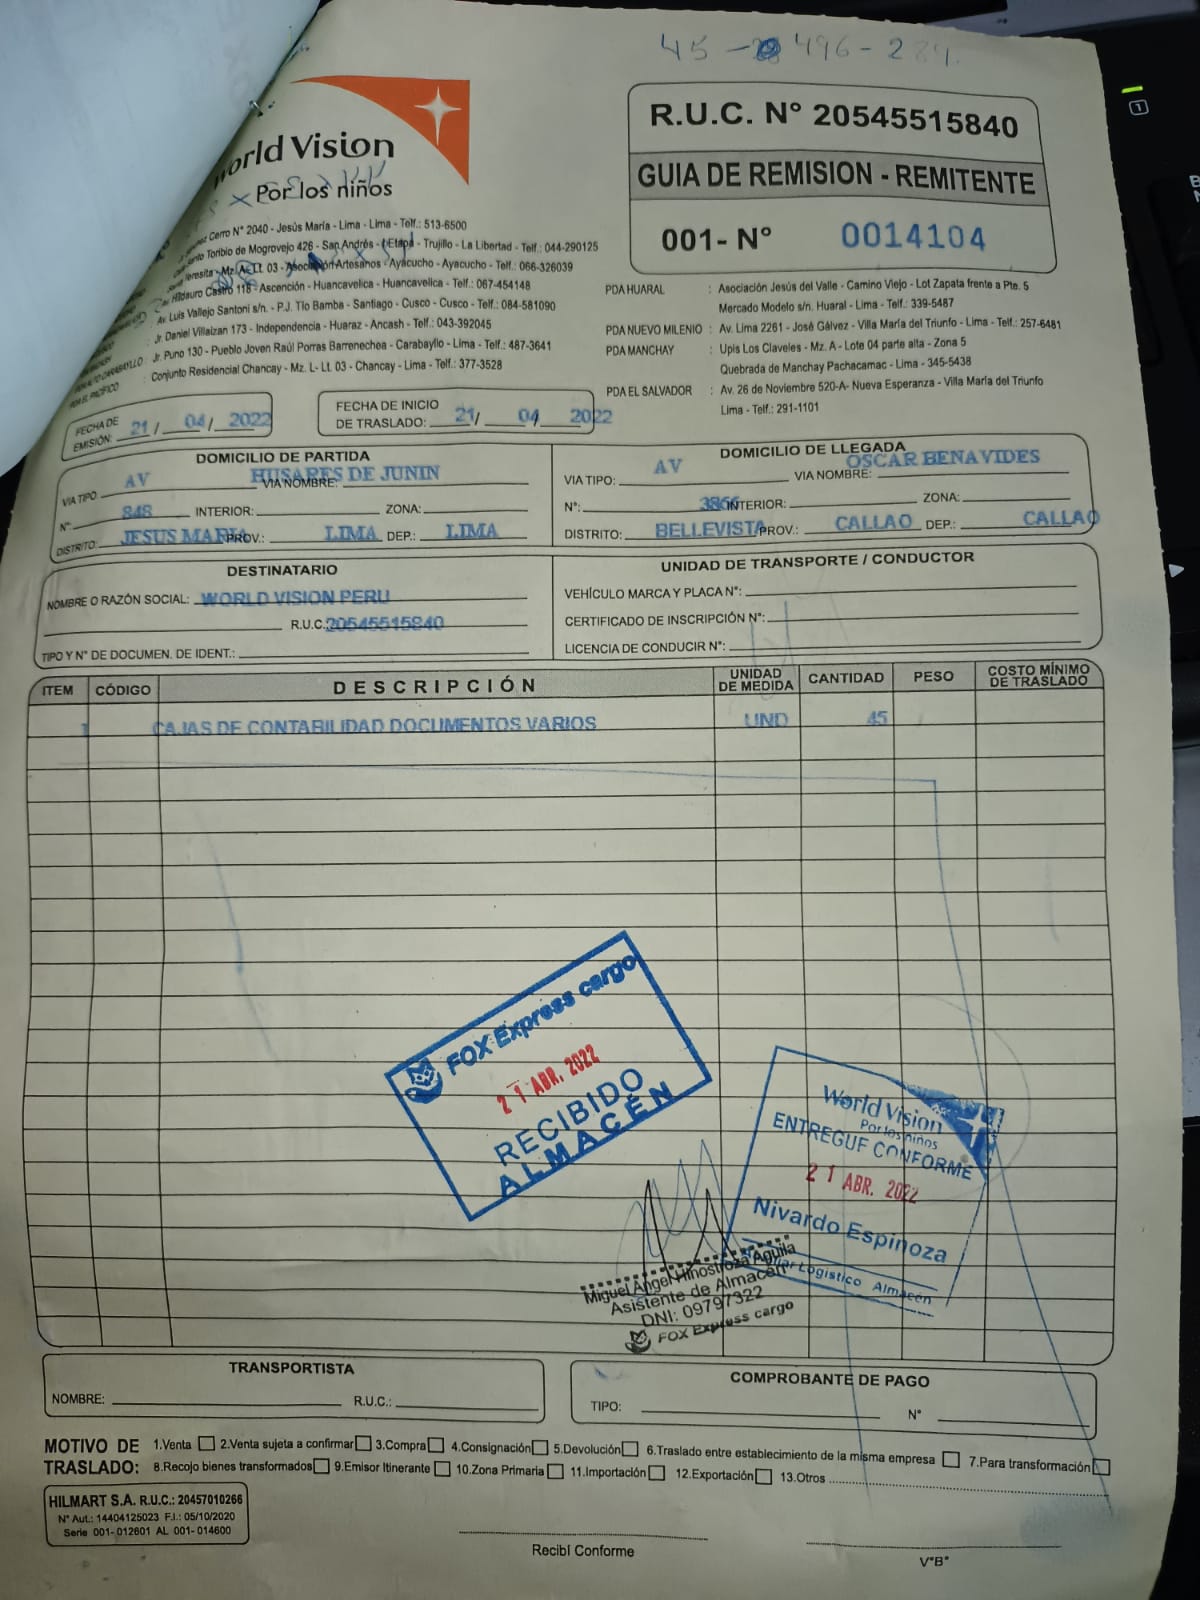 45 - 496 - 289.
World Vision
Por los niños
R.U.C. N° 20545515840
GUIA DE REMISION - REMITENTE
001- N° 0014104
Cerro N° 2040 - Jesús María - Lima - Lima - Telf.: 513-6500
Toribio de Mogrovejo 426 - San Andrés - I Etapa - Trujillo - La Libertad - Telf.: 044-290125
Mz. A- Lt. 03 - Asociación Artesanos - Ayacucho - Ayacucho - Telf.: 066-326039
Castro 118 - Ascención - Huancavelica - Huancavelica - Telf.: 067-454148
Av. Luis Vallejo Santoni s/n. - P.J. Tío Bamba - Santiago - Cusco - Cusco - Telf.: 084-581090
Jr. Daniel Villaizan 173 - Independencia - Huaraz - Ancash - Telf.: 043-392045
Jr. Puno 130 - Pueblo Joven Raúl Porras Barrenechea - Carabayllo - Lima - Telf.: 487-3641
Conjunto Residencial Chancay - Mz. L- Lt. 03 - Chancay - Lima - Telf.: 377-3528
PDA HUARAL : Asociación Jesús del Valle - Camino Viejo - Lot Zapata frente a Pte. 5
Mercado Modelo s/n. Huaral - Lima - Telf.: 339-5487
PDA NUEVO MILENIO : Av. Lima 2261 - José Gálvez - Villa María del Triunfo - Lima - Telf.: 257-6481
PDA MANCHAY : Upis Los Claveles - Mz. A - Lote 04 parte alta - Zona 5
Quebrada de Manchay Pachacamac - Lima - 345-5438
PDA EL SALVADOR : Av. 26 de Noviembre 520-A- Nueva Esperanza - Villa María del Triunfo
Lima - Telf.: 291-1101
FECHA DE EMISIÓN: 21 / 04 / 2022
FECHA DE INICIO
DE TRASLADO: 21/ 04 2022
DOMICILIO DE PARTIDA
VIA TIPO AV VIA NOMBRE: HUSARES DE JUNIN
N°: 848 INTERIOR: ZONA:
DISTRITO: JESUS MARIA PROV.: LIMA DEP.: LIMA
DOMICILIO DE LLEGADA
VIA TIPO: AV VIA NOMBRE: OSCAR BENAVIDES
N°: 3866 INTERIOR: ZONA:
DISTRITO: BELLEVISTA PROV.: CALLAO DEP.: CALLAO
DESTINATARIO
NOMBRE O RAZÓN SOCIAL: WORLD VISION PERU
R.U.C.: 20545515840
TIPO Y N° DE DOCUMEN. DE IDENT.:
UNIDAD DE TRANSPORTE / CONDUCTOR
VEHÍCULO MARCA Y PLACA N°:
CERTIFICADO DE INSCRIPCIÓN N°:
LICENCIA DE CONDUCIR N°:
ITEM CÓDIGO DESCRIPCIÓN UNIDAD DE MEDIDA CANTIDAD PESO COSTO MÍNIMO DE TRASLADO
1 CAJAS DE CONTABILIDAD DOCUMENTOS VARIOS UND 45
FOX Express cargo
21 ABR. 2022
RECIBIDO
ALMACÉN
World Vision
Por los niños
ENTREGUE CONFORME
21 ABR. 2022
Nivardo Espinoza
Logístico Almacén
Miguel Angel Hinostroza Aguila
Asistente de Almacén
DNI: 09797322
FOX Express cargo
TRANSPORTISTA
NOMBRE: R.U.C.:
COMPROBANTE DE PAGO
TIPO: N°
MOTIVO DE TRASLADO:
1.Venta 2.Venta sujeta a confirmar 3.Compra 4.Consignación 5.Devolución 6.Traslado entre establecimiento de la misma empresa 7.Para transformación
8.Recojo bienes transformados 9.Emisor Itinerante 10.Zona Primaria 11.Importación 12.Exportación 13.Otros
HILMART S.A. R.U.C.: 20457010266
N° Aut.: 14404125023 F.I.: 05/10/2020
Serie 001- 012601 AL 001- 014600
Recibí Conforme
V°B°